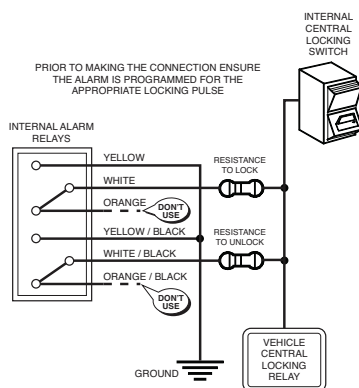 INTERNAL
CENTRAL
LOCKING
SWITCH
PRIOR TO MAKING THE CONNECTION ENSURE
THE ALARM IS PROGRAMMED FOR THE
APPROPRIATE LOCKING PULSE
INTERNAL ALARM
RELAYS
YELLOW
WHITE
RESISTANCE
TO LOCK
ORANGE
DON'T
USE
YELLOW / BLACK
RESISTANCE
TO UNLOCK
WHITE / BLACK
ORANGE / BLACK
DON'T
USE
GROUND
VEHICLE
CENTRAL
LOCKING
RELAY